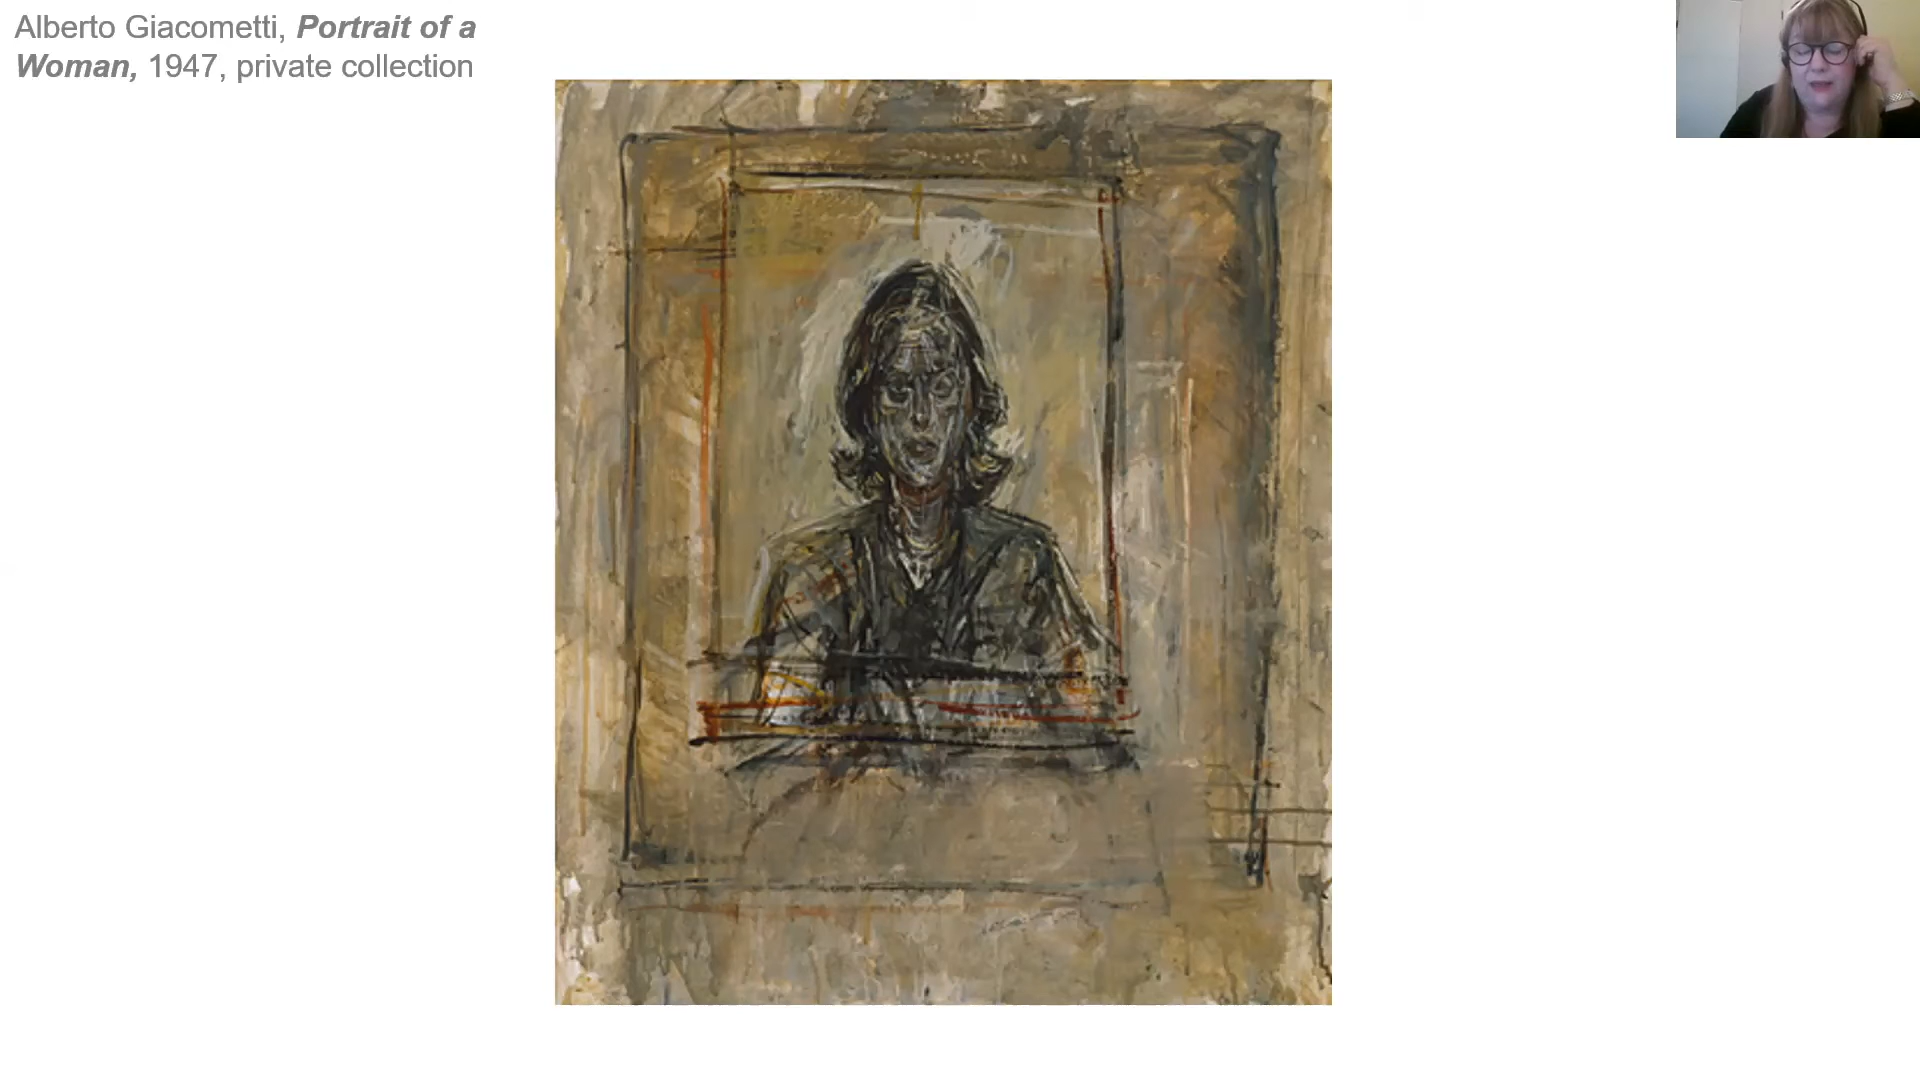 Alberto Giacometti, Portrait of a
Woman, 1947, private collection